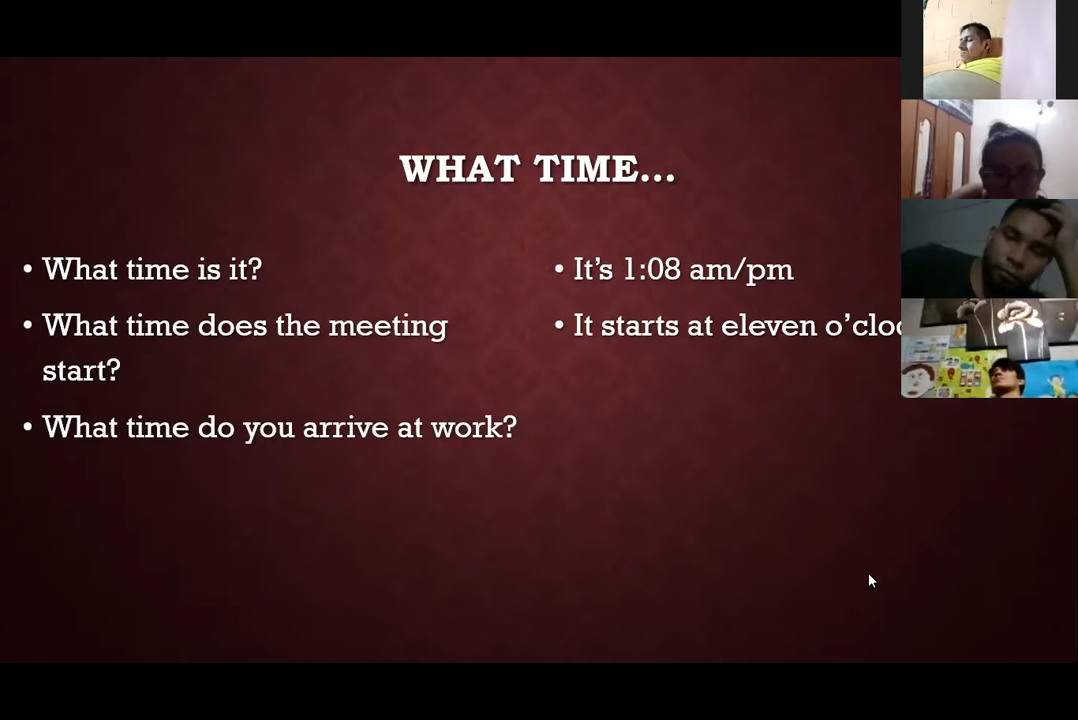 WHAT TIME...
• What time is it?
• What time does the meeting
start?
• What time do you arrive at work?
• It's 1:08 am/pm
• It starts at eleven